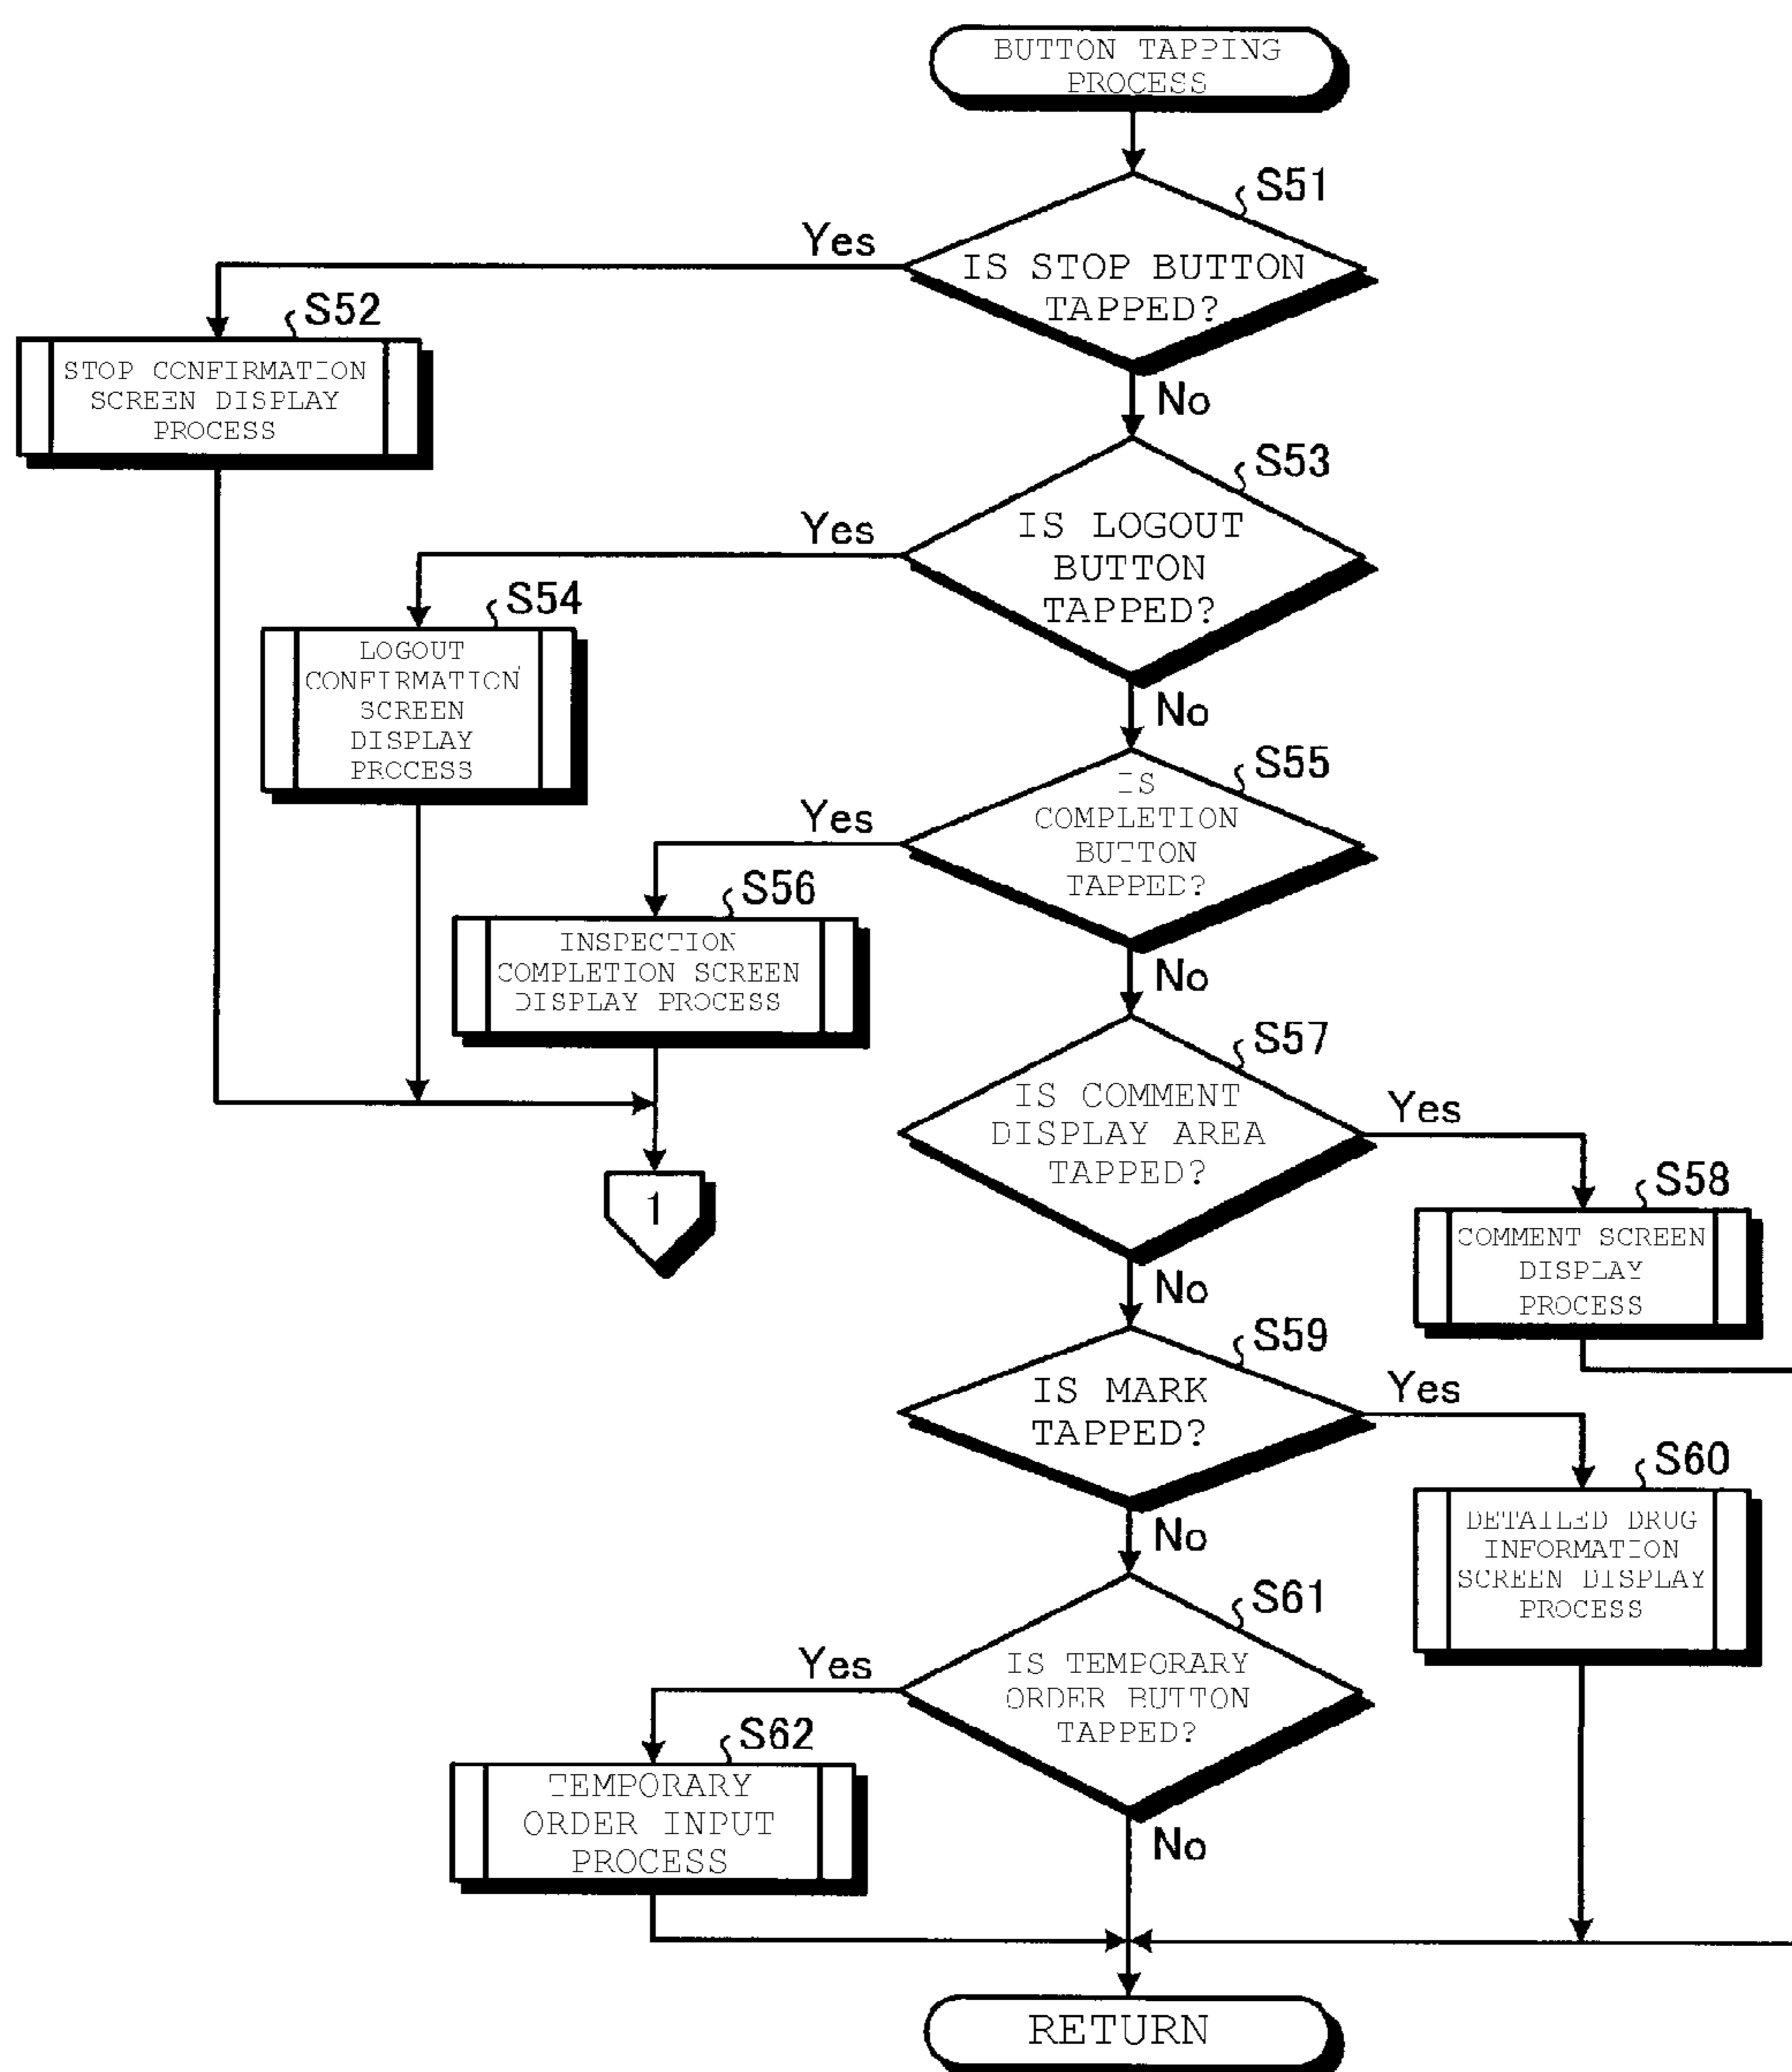 BUTTON TAPPING
PROCESS
S51
Yes
IS STOP BUTTON
TAPPED?
S52
STOP CONFIRMATION
SCREEN DISPLAY
PROCESS
No
S53
Yes
IS LOGOUT
BUTTON
TAPPED?
S54
LOGOUT
CONFIRMATION
SCREEN
DISPLAY
PROCESS
No
S55
Yes
IS
COMPLETION
BUTTON
TAPPED?
S56
INSPECTION
COMPLETION SCREEN
DISPLAY PROCESS
No
S57
IS COMMENT
DISPLAY AREA
TAPPED?
Yes
1
S58
COMMENT SCREEN
DISPLAY
PROCESS
No
S59
IS MARK
TAPPED?
Yes
S60
DETAILED DRUG
INFORMATION
SCREEN DISPLAY
PROCESS
No
S61
Yes
IS TEMPORARY
ORDER BUTTON
TAPPED?
S62
TEMPORARY
ORDER INPUT
PROCESS
No
RETURN